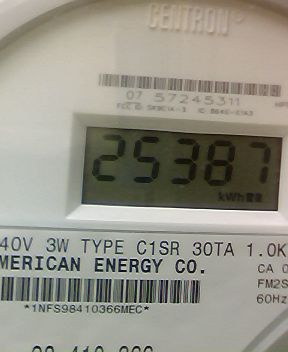 CENTRON®
07 57245311
25387
kWh
40V 3W TYPE C1SR 30TA 1.0K
MERICAN ENERGY CO.
CA 0
FM2S
60Hz
*1NFS98410366MEC*